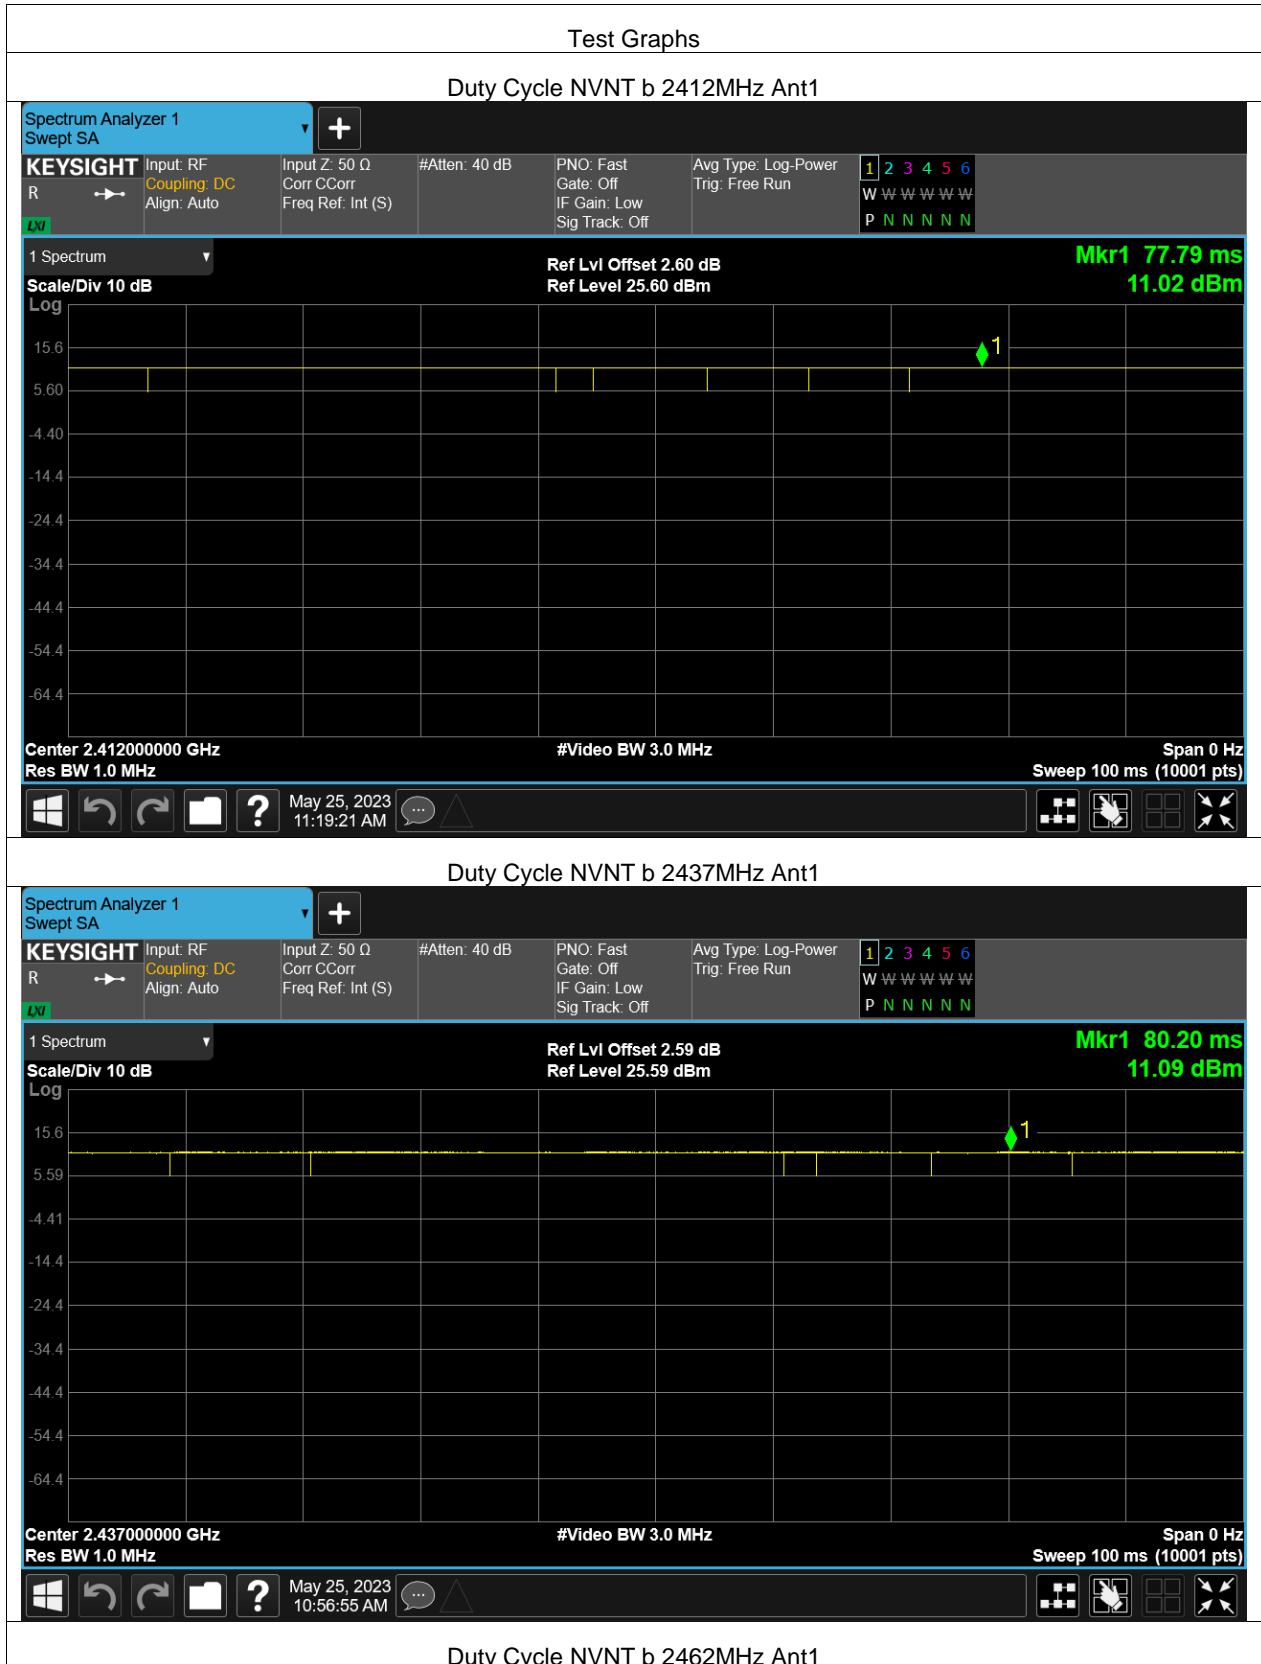 Test Graphs
Duty Cycle NVNT b 2412MHz Ant1
Spectrum Analyzer 1
Swept SA
KEYSIGHT
R
LXI
Input: RF
Coupling: DC
Align: Auto
Input Z: 50 Ω
Corr CCorr
Freq Ref: Int (S)
#Atten: 40 dB
PNO: Fast
Gate: Off
IF Gain: Low
Sig Track: Off
Avg Type: Log-Power
Trig: Free Run
1 2 3 4 5 6
W W W W W W
P N N N N N
1 Spectrum
Scale/Div 10 dB
Ref Lvl Offset 2.60 dB
Ref Level 25.60 dBm
Mkr1 77.79 ms
11.02 dBm
Log
15.6
5.60
-4.40
-14.4
-24.4
-34.4
-44.4
-54.4
-64.4
1
Center 2.412000000 GHz
#Video BW 3.0 MHz
Span 0 Hz
Res BW 1.0 MHz
Sweep 100 ms (10001 pts)
May 25, 2023
11:19:21 AM
Duty Cycle NVNT b 2437MHz Ant1
Spectrum Analyzer 1
Swept SA
KEYSIGHT
R
LXI
Input: RF
Coupling: DC
Align: Auto
Input Z: 50 Ω
Corr CCorr
Freq Ref: Int (S)
#Atten: 40 dB
PNO: Fast
Gate: Off
IF Gain: Low
Sig Track: Off
Avg Type: Log-Power
Trig: Free Run
1 2 3 4 5 6
W W W W W W
P N N N N N
1 Spectrum
Scale/Div 10 dB
Ref Lvl Offset 2.59 dB
Ref Level 25.59 dBm
Mkr1 80.20 ms
11.09 dBm
Log
15.6
5.59
-4.41
-14.4
-24.4
-34.4
-44.4
-54.4
-64.4
1
Center 2.437000000 GHz
#Video BW 3.0 MHz
Span 0 Hz
Res BW 1.0 MHz
Sweep 100 ms (10001 pts)
May 25, 2023
10:56:55 AM
Duty Cycle NVNT b 2462MHz Ant1